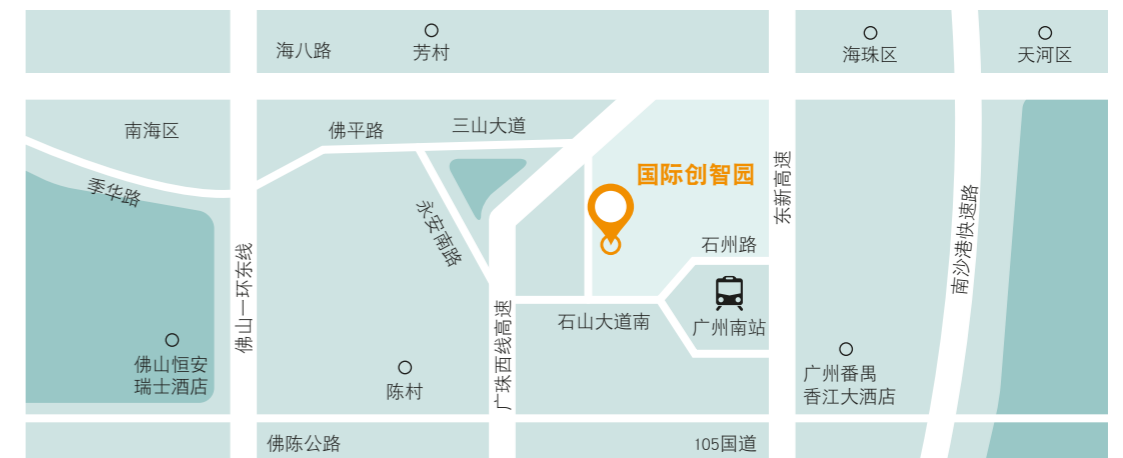 海八路
芳村
海珠区
天河区
南海区
佛平路
三山大道
季华路
永安南路
国际创智园
东新高速
南沙港快速路
佛山一环东线
石州路
广珠西线高速
石山大道南
广州南站
佛山恒安
瑞士酒店
陈村
广州番禺
香江大酒店
佛陈公路
105国道